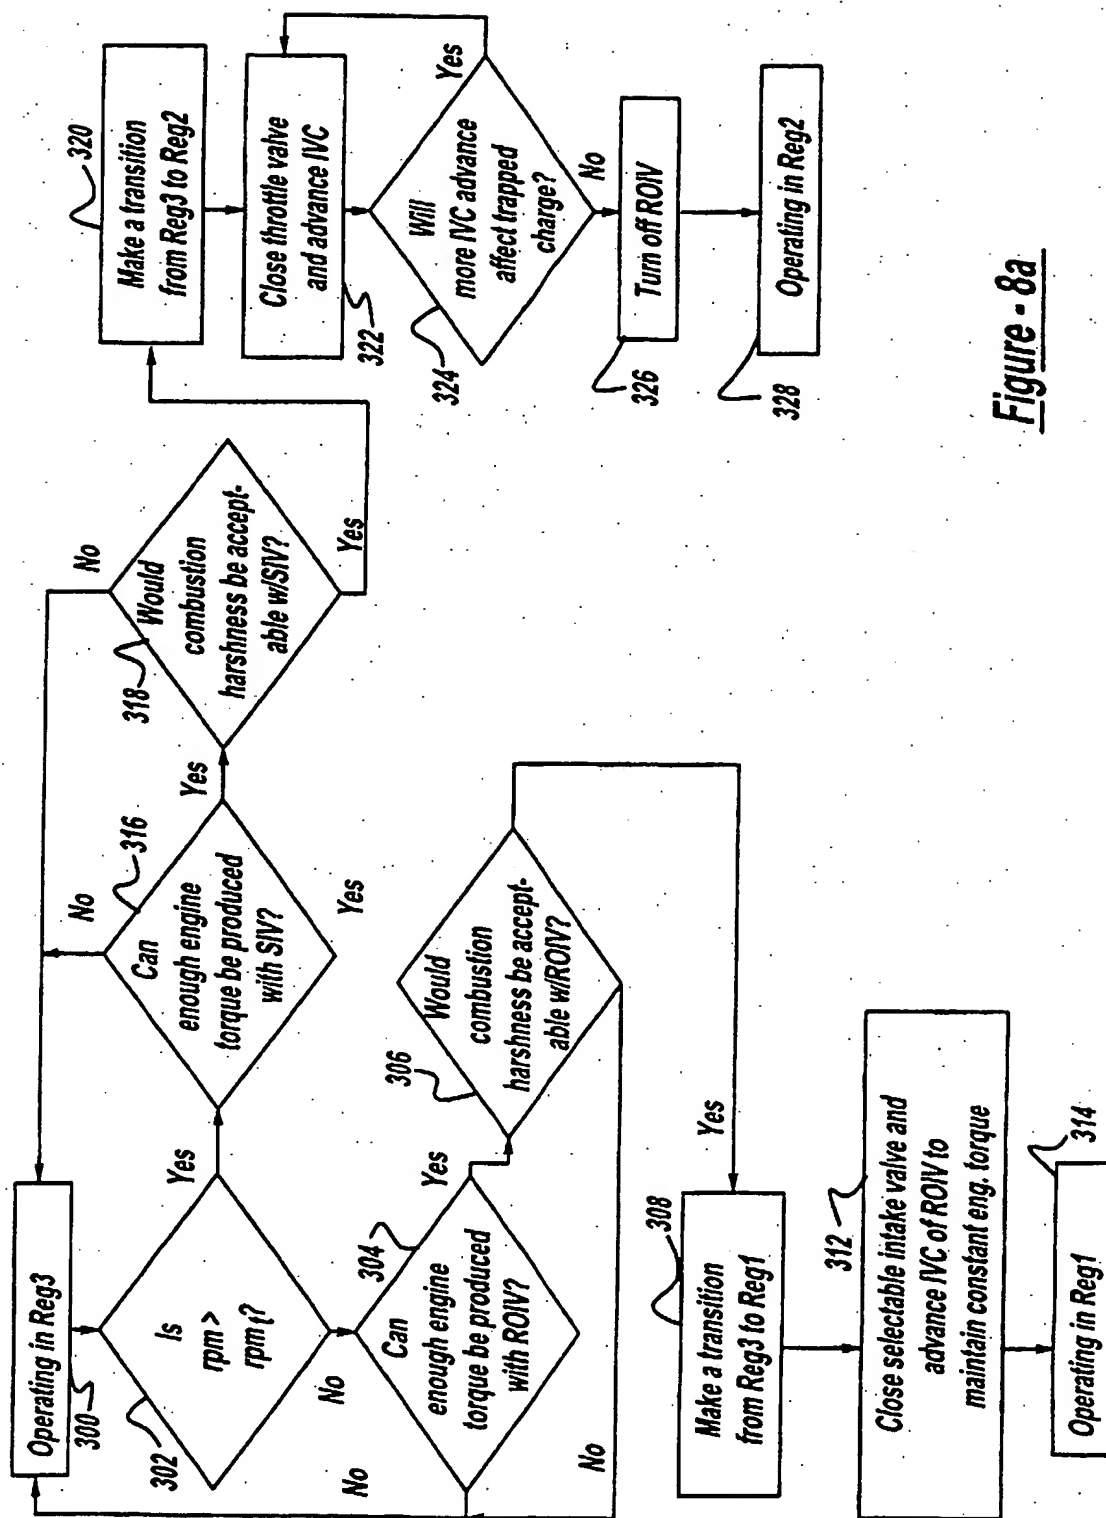 Operating in Reg3
300
Is
rpm>
rpm t?
302
Yes
No
Can
enough engine
torque be produced
with SIV?
316
No
Yes
Yes
Would
combustion
harshness be accept-
able w/SIV?
318
No
Yes
Make a transition
from Reg3 to Reg2
320
Close throttle valve
and advance IVC
322
Will
more IVC advance
affect trapped
charge?
324
Yes
No
Turn off ROIV
326
Operating in Reg2
328
Can
enough engine
torque be produced
with ROIV?
304
Yes
No
Would
combustion
harshness be accept-
able w/ROIV?
306
No
Yes
Make a transition
from Reg3 to Reg1
308
Close selectable intake valve and
advance IVC of ROIV to
maintain constant eng. torque
312
Operating in Reg1
314
Figure - 8a